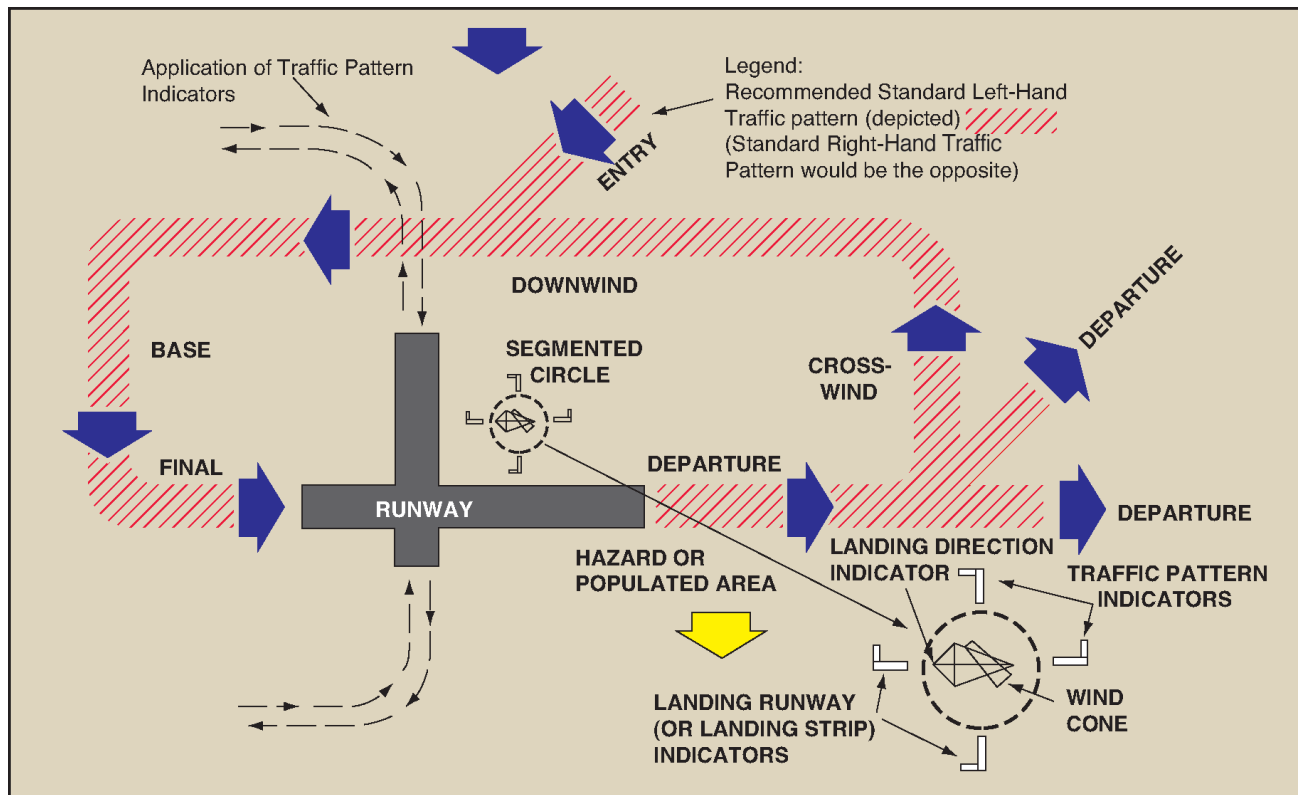 Application of Traffic Pattern
Indicators
Legend:
Recommended Standard Left-Hand
Traffic pattern (depicted)
(Standard Right-Hand Traffic
Pattern would be the opposite)
ENTRY
DOWNWIND
DEPARTURE
BASE
SEGMENTED
CIRCLE
CROSS-
WIND
FINAL
DEPARTURE
RUNWAY
DEPARTURE
HAZARD OR
POPULATED AREA
LANDING DIRECTION
INDICATOR
TRAFFIC PATTERN
INDICATORS
LANDING RUNWAY
(OR LANDING STRIP)
INDICATORS
WIND
CONE